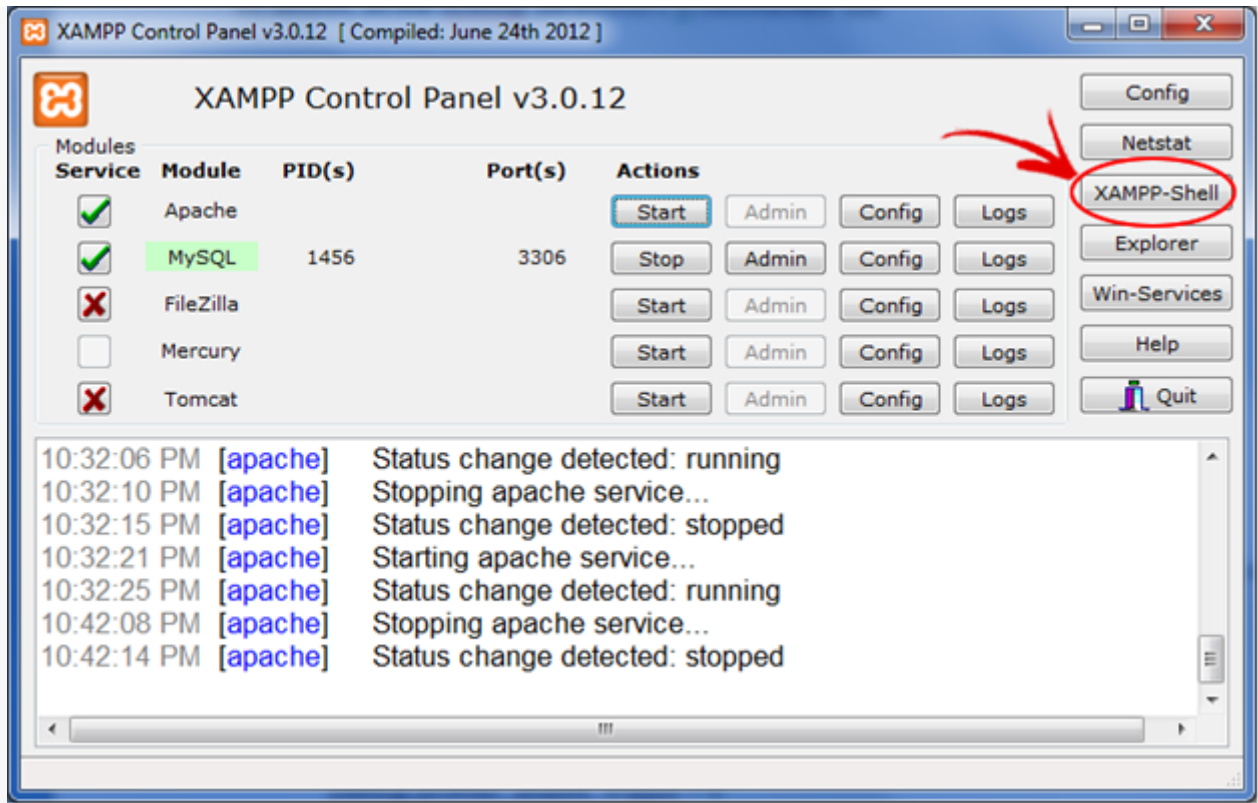 XAMPP Control Panel v3.0.12 [ Compiled: June 24th 2012 ]
XAMPP Control Panel v3.0.12
Config
Modules
Netstat
Service Module PID(s) Port(s) Actions
XAMPP-Shell
Apache Start Admin Config Logs
Explorer
MySQL 1456 3306 Stop Admin Config Logs
Win-Services
FileZilla Start Admin Config Logs
Help
Mercury Start Admin Config Logs
Quit
Tomcat Start Admin Config Logs
10:32:06 PM [apache] Status change detected: running
10:32:10 PM [apache] Stopping apache service...
10:32:15 PM [apache] Status change detected: stopped
10:32:21 PM [apache] Starting apache service...
10:32:25 PM [apache] Status change detected: running
10:42:08 PM [apache] Stopping apache service...
10:42:14 PM [apache] Status change detected: stopped